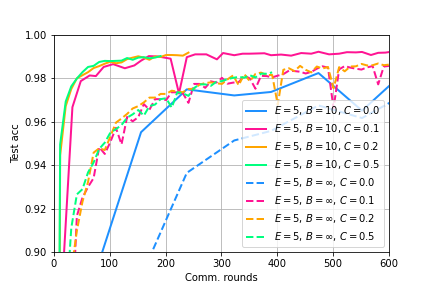 1.00
0.98
0.96
0.94
0.92
0.90
Test acc
0 100 200 300 400 500 600
Comm. rounds
E = 5, B = 10, C = 0.0
E = 5, B = 10, C = 0.1
E = 5, B = 10, C = 0.2
E = 5, B = 10, C = 0.5
E = 5, B = ∞, C = 0.0
E = 5, B = ∞, C = 0.1
E = 5, B = ∞, C = 0.2
E = 5, B = ∞, C = 0.5